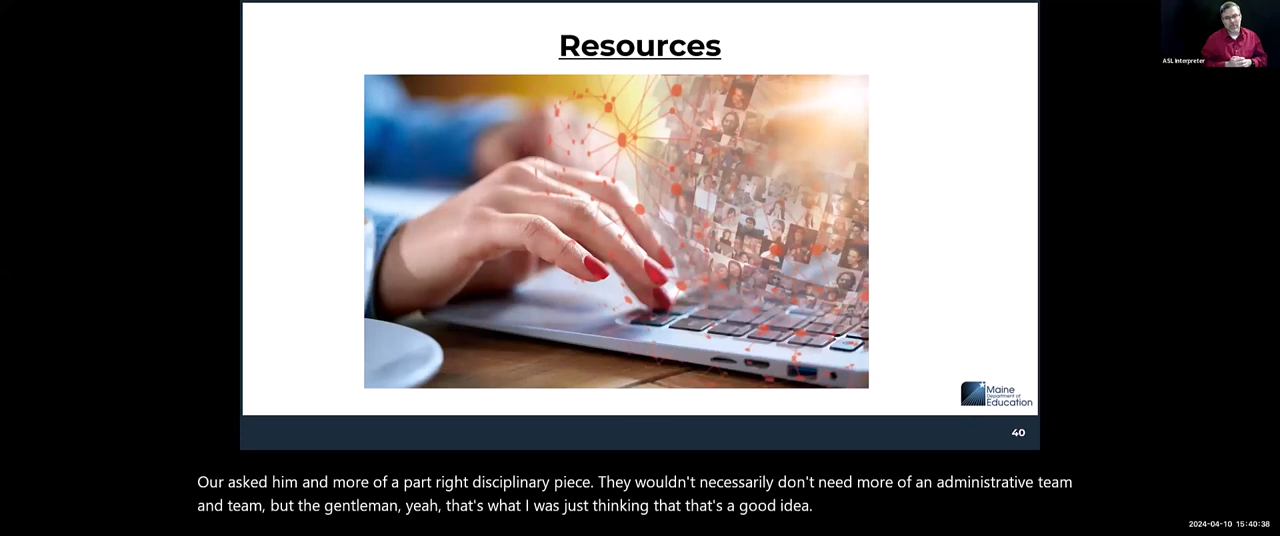 Resources
ASL Interpreter
Maine
Department of
Education
40
Our asked him and more of a part right disciplinary piece. They wouldn't necessarily don't need more of an administrative team
and team, but the gentleman, yeah, that's what I was just thinking that that's a good idea.
2024-04-10 15:40:38